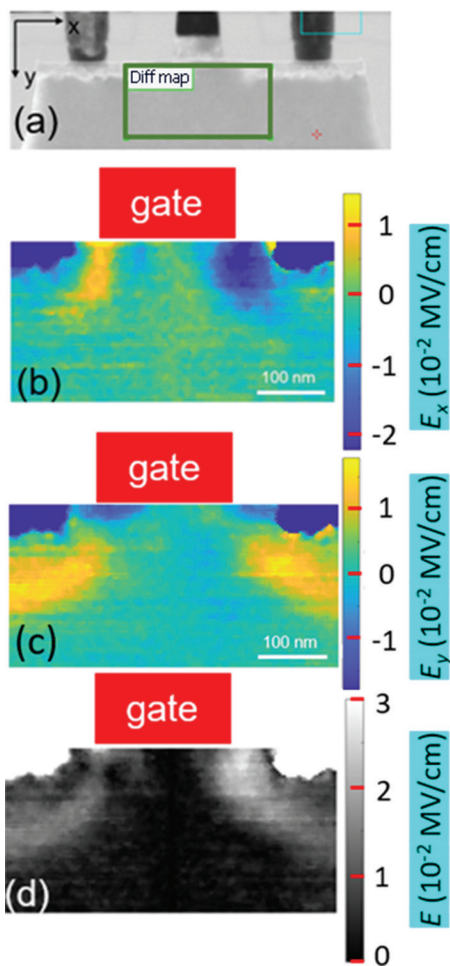 x
y
Diff map
(a)
gate
1
0
-1
-2
(b)
100 nm
E_x (10^-2 MV/cm)
gate
1
0
-1
(c)
100 nm
E_y (10^-2 MV/cm)
gate
3
2
1
0
(d)
E (10^-2 MV/cm)